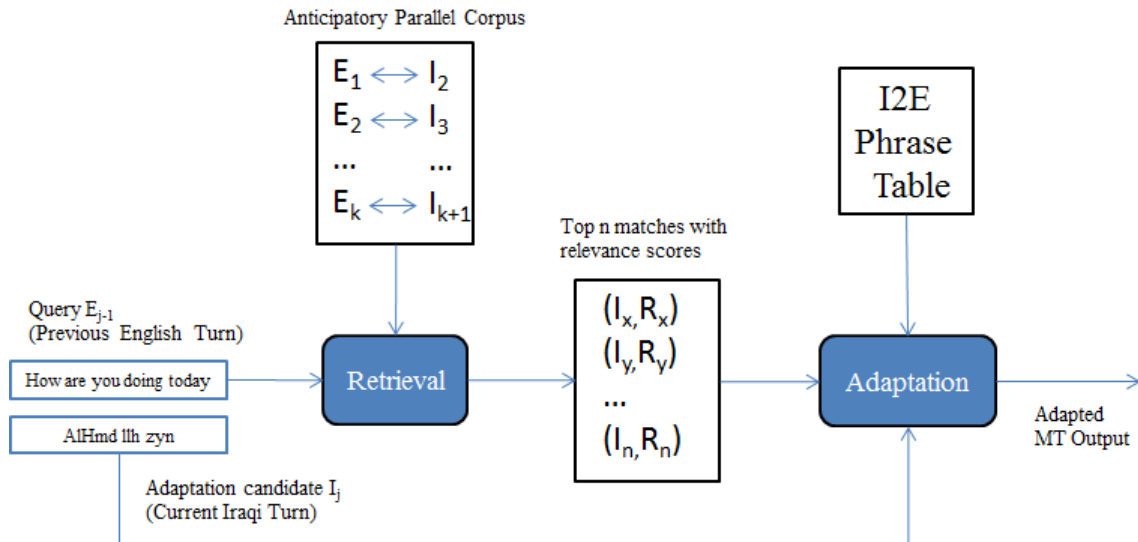 Anticipatory Parallel Corpus
E1 ↔ I2
E2 ↔ I3
... ...
Ek ↔ Ik+1
I2E
Phrase
Table
Top n matches with
relevance scores
(Ix,Rx)
(Iy,Ry)
...
(In,Rn)
Query Ej-1
(Previous English Turn)
How are you doing today
Retrieval
Adaptation
AlHmd llh zyn
Adapted
MT Output
Adaptation candidate Ij
(Current Iraqi Turn)